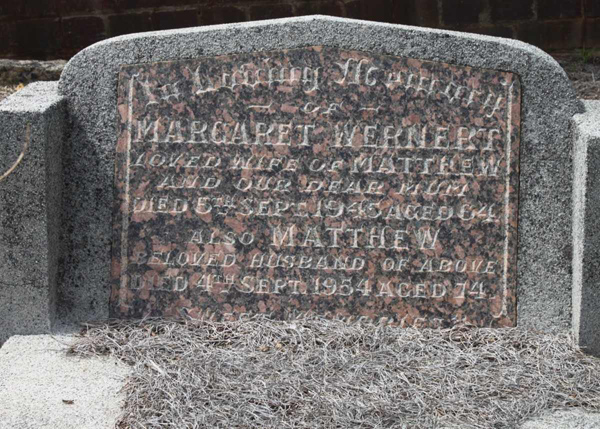 In Loving Memory
OF
MARGARET WERNERT
LOVED WIFE OF MATTHEW
AND OUR DEAR MUM
DIED 5TH SEPT. 1945 AGED 64
ALSO MATTHEW
BELOVED HUSBAND OF ABOVE
DIED 4TH SEPT. 1954 AGED 74